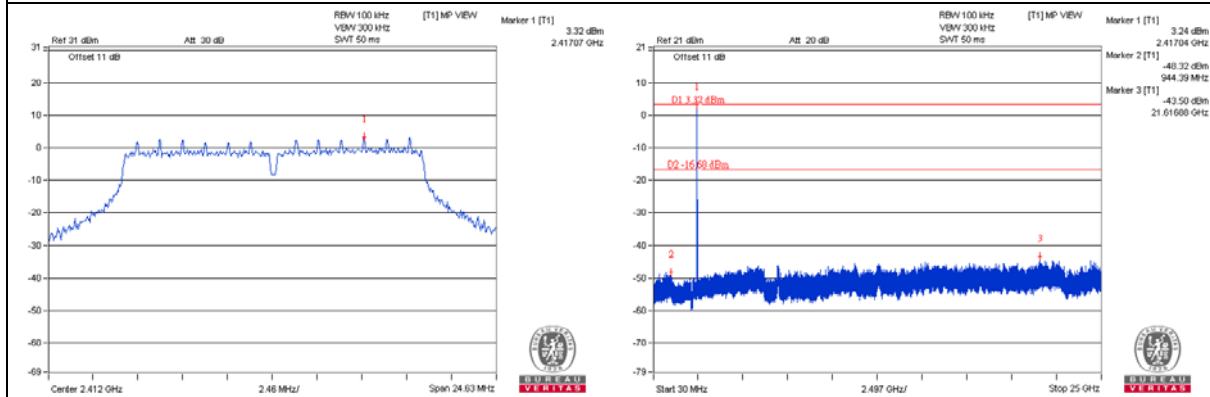 RBW 100 kHz
[T1] MP VIEW
VBW 300 kHz
Ref 31 dBm
Att 30 dB
SWT 50 ms
Marker 1 [T1]
3.32 dBm
2.41707 GHz
31
Offset 11 dB
20
10
1
0
-10
-20
-30
-40
-50
-60
-69
Center 2.412 GHz
2.46 MHz/
Span 24.63 MHz
BUREAU VERITAS
1828
BUREAU
VERITAS
RBW 100 kHz
[T1] MP VIEW
VBW 300 kHz
Ref 21 dBm
Att 20 dB
SWT 50 ms
Marker 1 [T1]
3.24 dBm
2.41704 GHz
Marker 2 [T1]
-48.32 dBm
944.39 MHz
Marker 3 [T1]
-43.50 dBm
21.61688 GHz
21
Offset 11 dB
10
1
D1 3.32 dBm
0
-10
D2 -16.68 dBm
-20
-30
-40
2
3
-50
-60
-70
-79
Start 30 MHz
2.497 GHz/
Stop 25 GHz
BUREAU VERITAS
1828
BUREAU
VERITAS